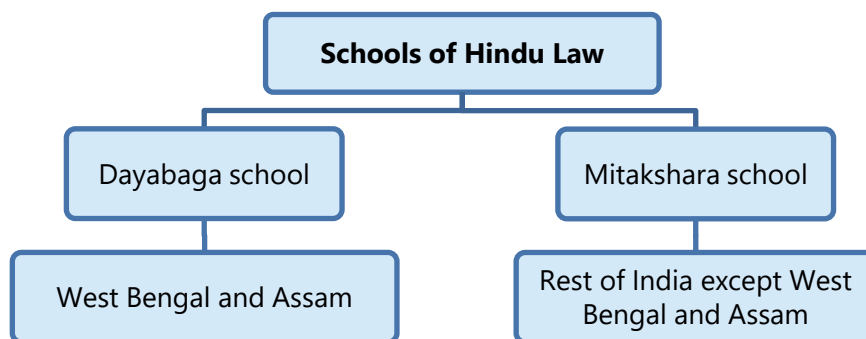 Schools of Hindu Law
Dayabaga school
Mitakshara school
West Bengal and Assam
Rest of India except West
Bengal and Assam